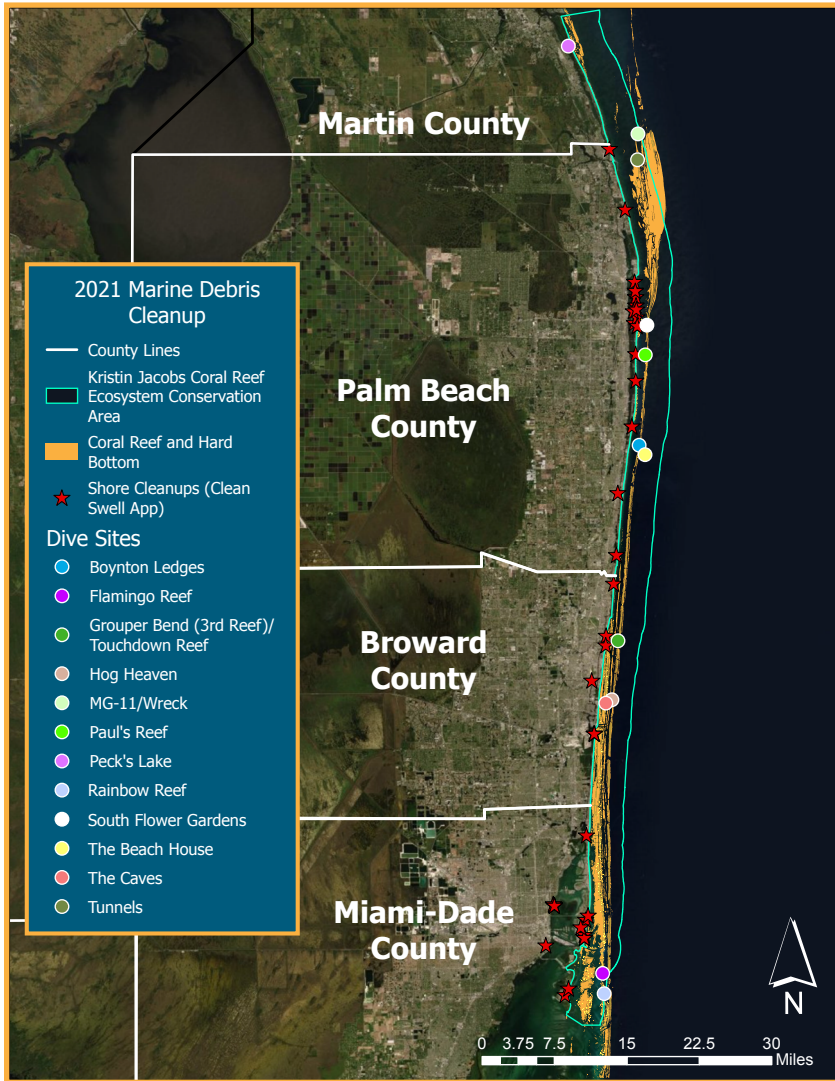 Martin County
Palm Beach
County
Broward
County
Miami-Dade
County
2021 Marine Debris
Cleanup
County Lines
Kristin Jacobs Coral Reef
Ecosystem Conservation
Area
Coral Reef and Hard
Bottom
Shore Cleanups (Clean
Swell App)
Dive Sites
Boynton Ledges
Flamingo Reef
Grouper Bend (3rd Reef)/
Touchdown Reef
Hog Heaven
MG-11/Wreck
Paul's Reef
Peck's Lake
Rainbow Reef
South Flower Gardens
The Beach House
The Caves
Tunnels
N
0 3.75 7.5 15 22.5 30
Miles